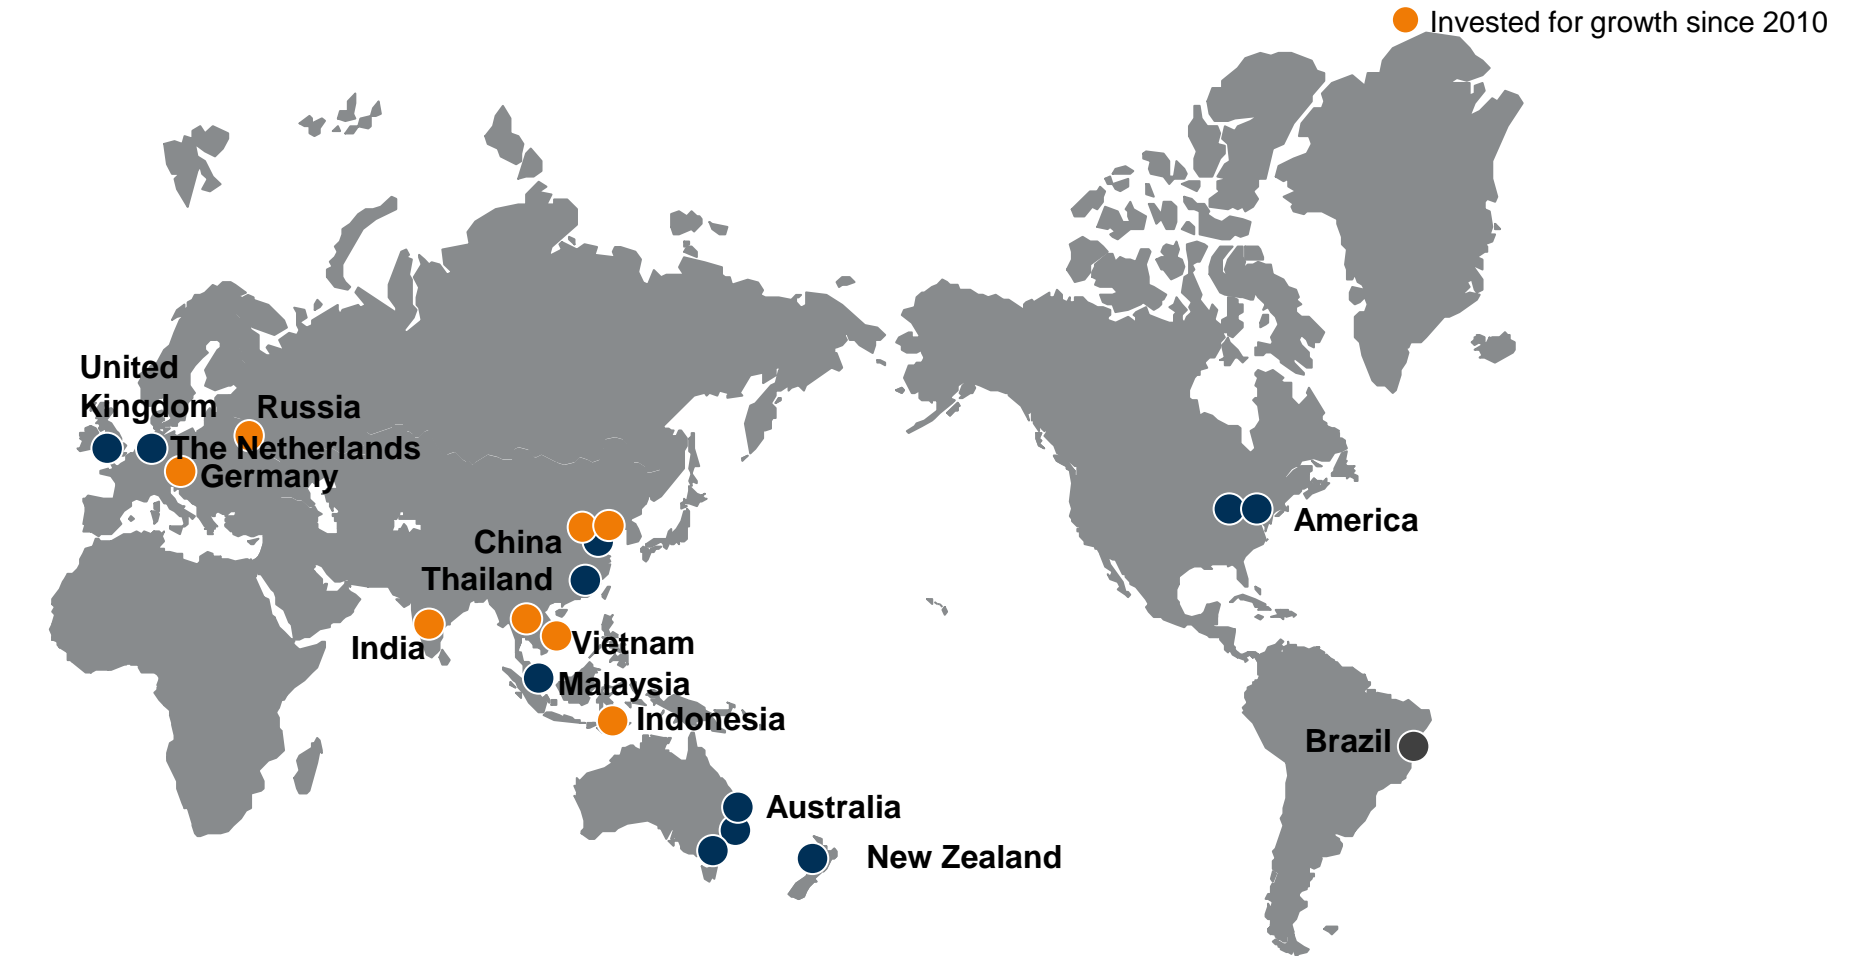 Invested for growth since 2010
United
Kingdom
Russia
The Netherlands
Germany
China
America
Thailand
India
Vietnam
Malaysia
Indonesia
Brazil
Australia
New Zealand